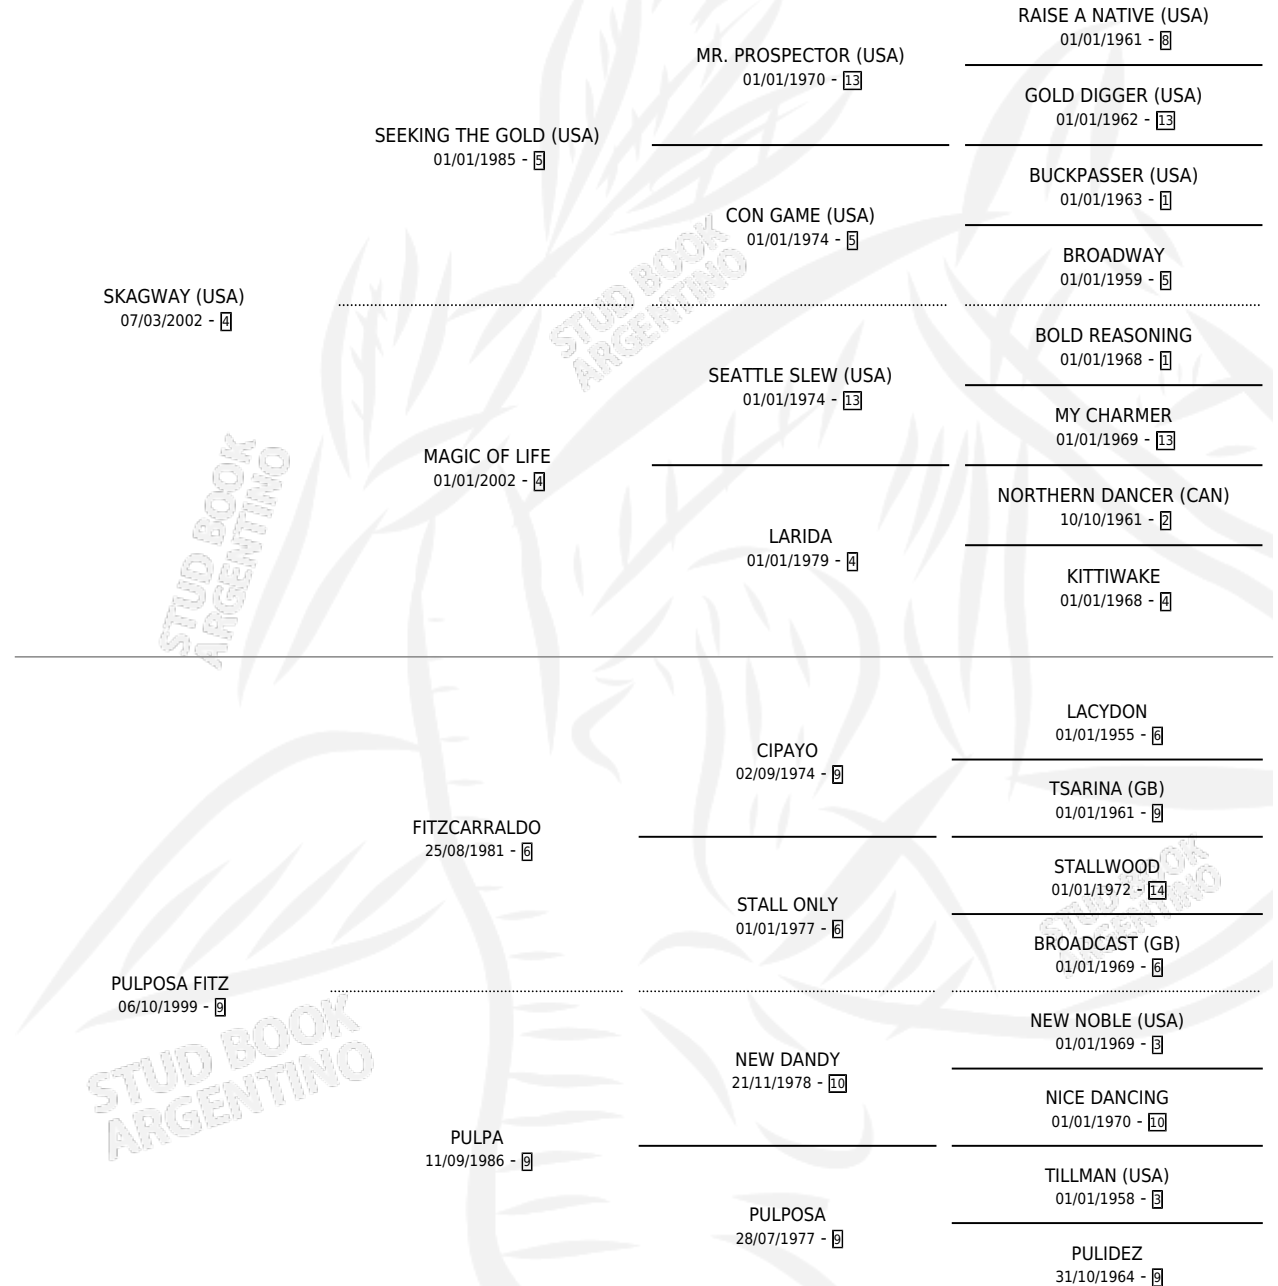 RAISE A NATIVE (USA)
01/01/1961 - 8
MR. PROSPECTOR (USA)
01/01/1970 - 13
GOLD DIGGER (USA)
01/01/1962 - 13
SEEKING THE GOLD (USA)
01/01/1985 - 5
BUCKPASSER (USA)
01/01/1963 - 1
CON GAME (USA)
01/01/1974 - 5
BROADWAY
01/01/1959 - 5
SKAGWAY (USA)
07/03/2002 - 4
BOLD REASONING
01/01/1968 - 1
SEATTLE SLEW (USA)
01/01/1974 - 13
MY CHARMER
01/01/1969 - 13
MAGIC OF LIFE
01/01/2002 - 4
NORTHERN DANCER (CAN)
10/10/1961 - 2
LARIDA
01/01/1979 - 4
KITTIWAKE
01/01/1968 - 4
LACYDON
01/01/1955 - 6
CIPAYO
02/09/1974 - 9
TSARINA (GB)
01/01/1961 - 9
FITZCARRALDO
25/08/1981 - 6
STALLWOOD
01/01/1972 - 14
STALL ONLY
01/01/1977 - 6
BROADCAST (GB)
01/01/1969 - 6
PULPOSA FITZ
06/10/1999 - 9
NEW NOBLE (USA)
01/01/1969 - 3
NEW DANDY
21/11/1978 - 10
NICE DANCING
01/01/1970 - 10
PULPA
11/09/1986 - 9
TILLMAN (USA)
01/01/1958 - 3
PULPOSA
28/07/1977 - 9
PULIDEZ
31/10/1964 - 9
STUD BOOK
ARGENTINO
STUD BOOK
ARGENTINO
STUD BOOK
ARGENTINO
STUD BOOK
ARGENTINO